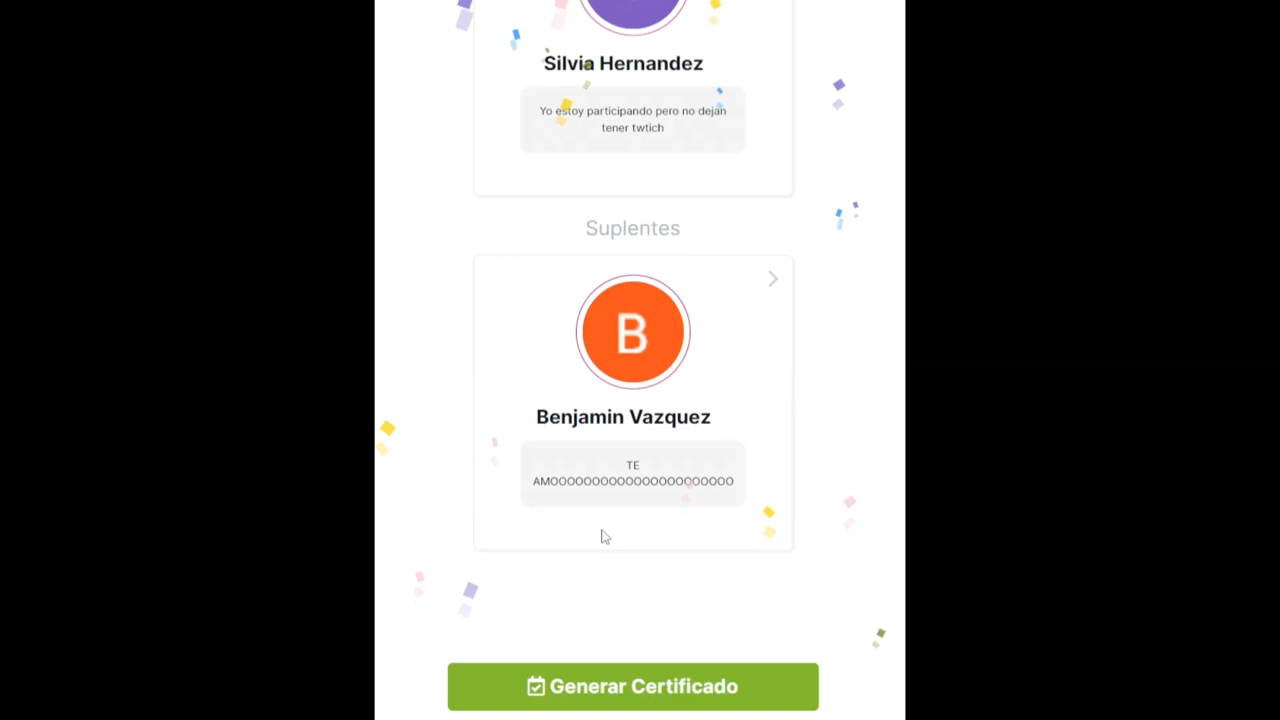 Silvia Hernandez
Yo estoy participando pero no dejan
tener twtich
Suplentes
B
Benjamin Vazquez
TE
AMOOOOOOOOOOOOOOOOOOOOOO
Generar Certificado